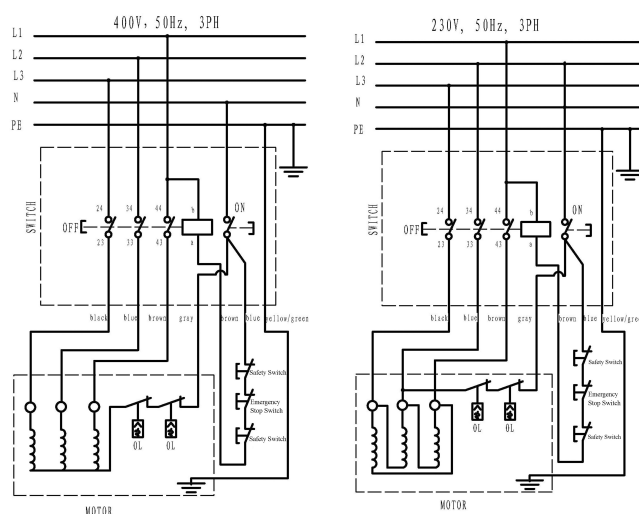 400V, 50Hz, 3PH
L1
L2
L3
N
PE
SWITCH
24 34 44 b ON
OFF
23 33 43 a
black blue brown gray brown blue yellow/green
Safety Switch
Emergency
Stop Switch
Safety Switch
OL OL
MOTOR
230V, 50Hz, 3PH
L1
L2
L3
N
PE
SWITCH
24 34 44 b ON
OFF
23 33 43 a
black blue brown gray brown blue yellow/gree
Safety Switch
Emergency
Stop Switch
Safety Switch
OL OL
MOTOR